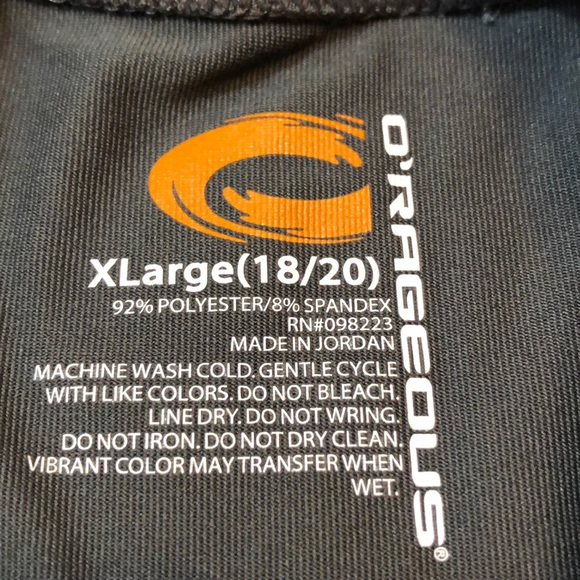 O'RAGEOUS®
XLarge(18/20)
92% POLYESTER/8% SPANDEX
RN#098223
MADE IN JORDAN
MACHINE WASH COLD. GENTLE CYCLE
WITH LIKE COLORS. DO NOT BLEACH.
LINE DRY. DO NOT WRING.
DO NOT IRON. DO NOT DRY CLEAN.
VIBRANT COLOR MAY TRANSFER WHEN
WET.